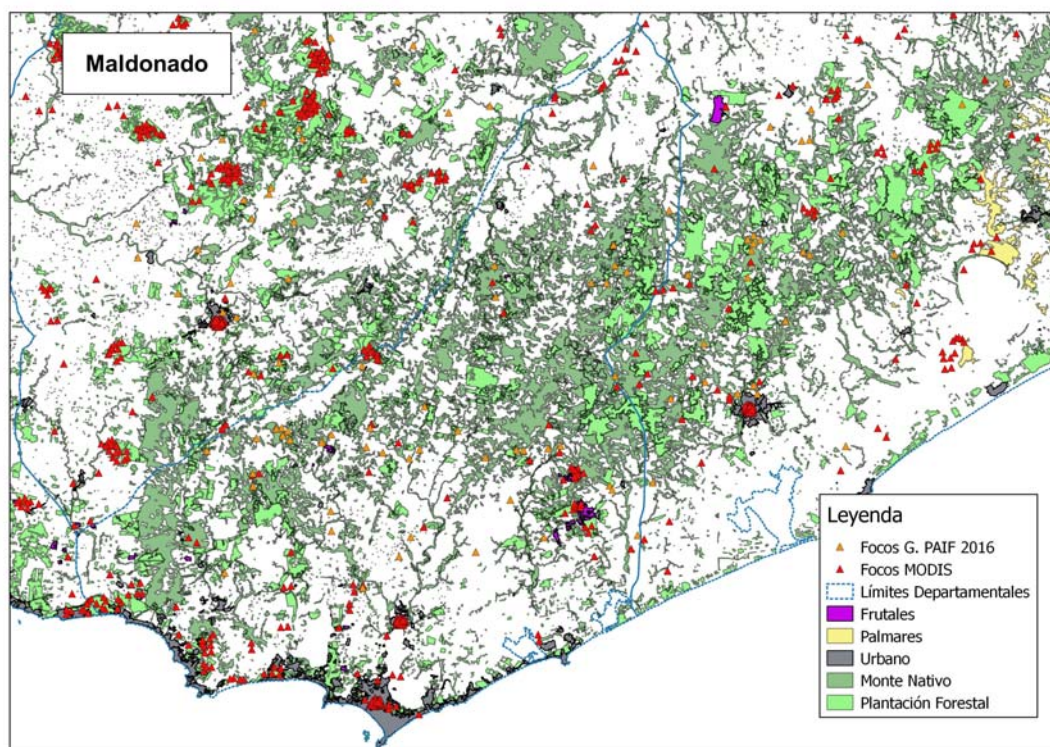 Maldonado
Leyenda
Focos G. PAIF 2016
Focos MODIS
Límites Departamentales
Frutales
Palmares
Urbano
Monte Nativo
Plantación Forestal